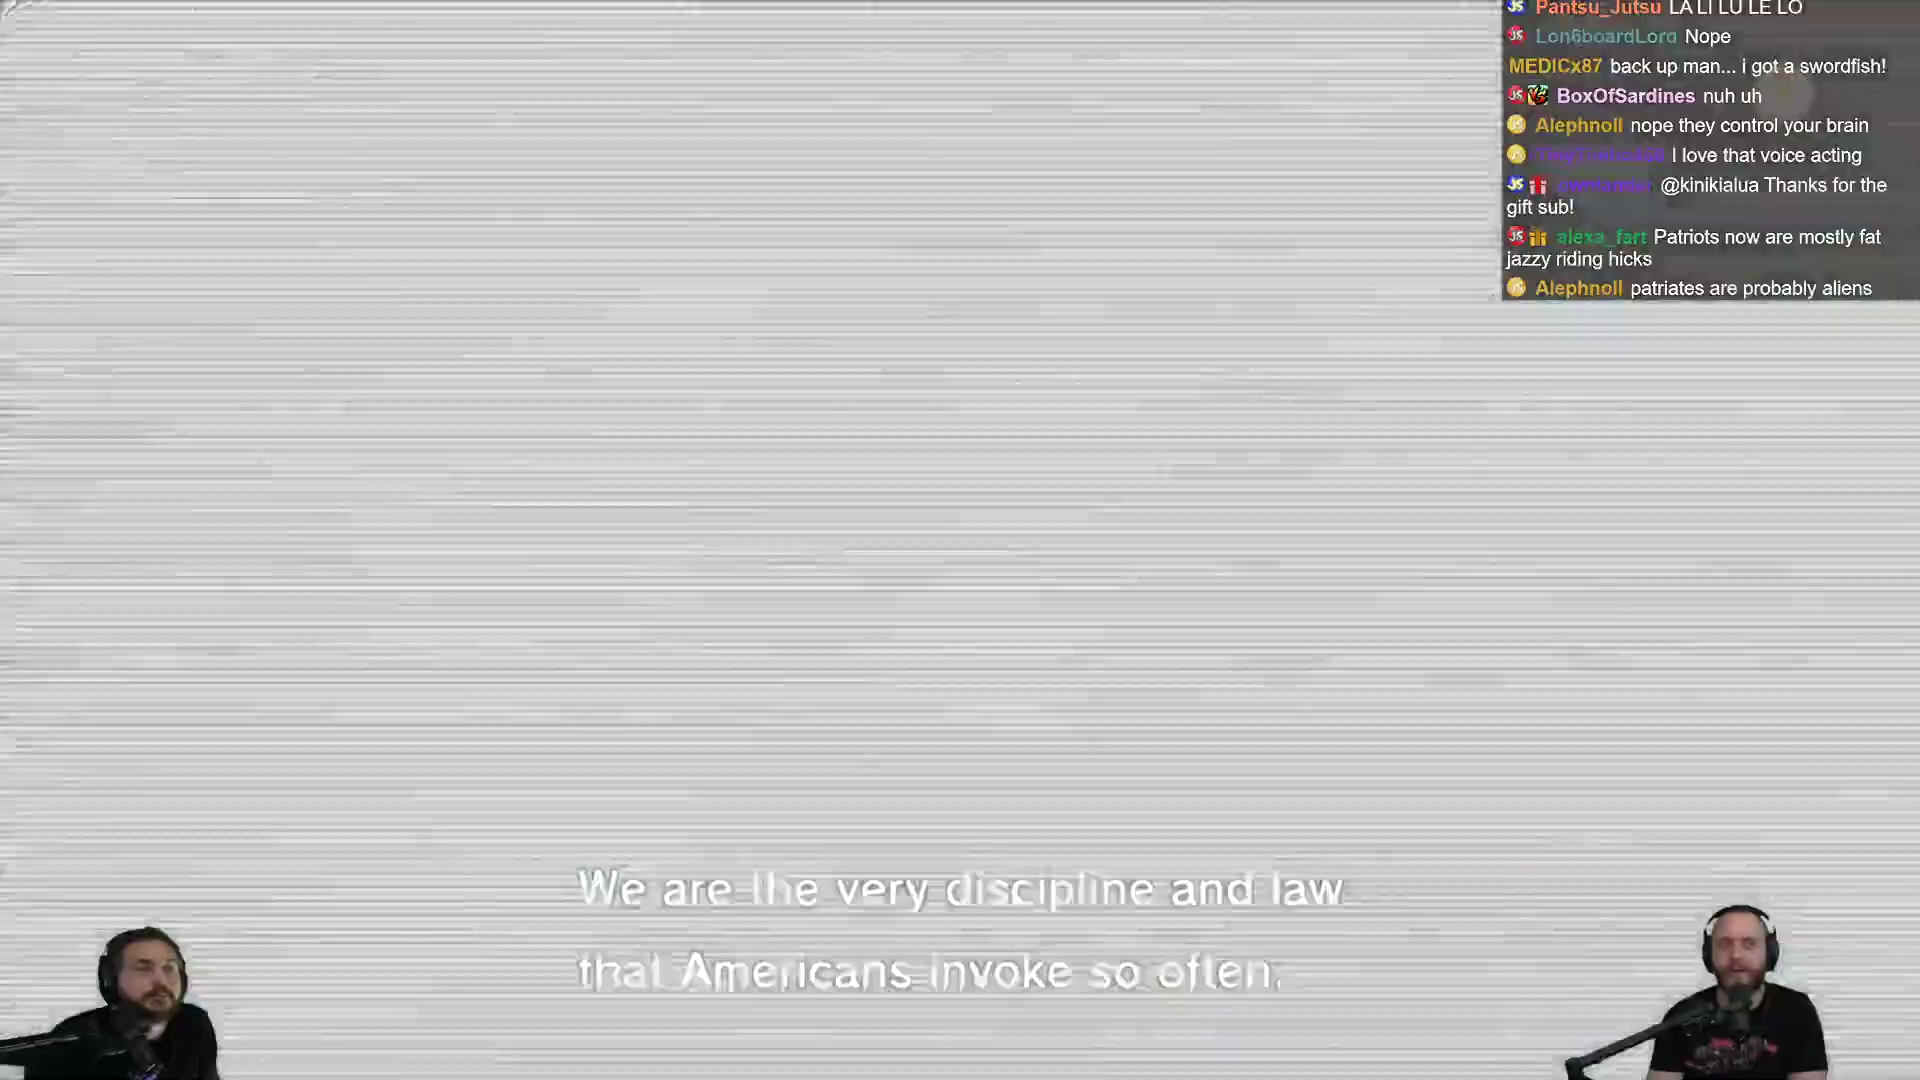 Pantsu_Jutsu LA LI LU LE LO
Lon6boardLord Nope
MEDICx87 back up man... i got a swordfish!
BoxOfSardines nuh uh
Alephnoll nope they control your brain
I love that voice acting
@kinikialua Thanks for the
gift sub!
alexa_fart Patriots now are mostly fat
jazzy riding hicks
Alephnoll patriates are probably aliens
We are the very discipline and law
that Americans invoke so often.